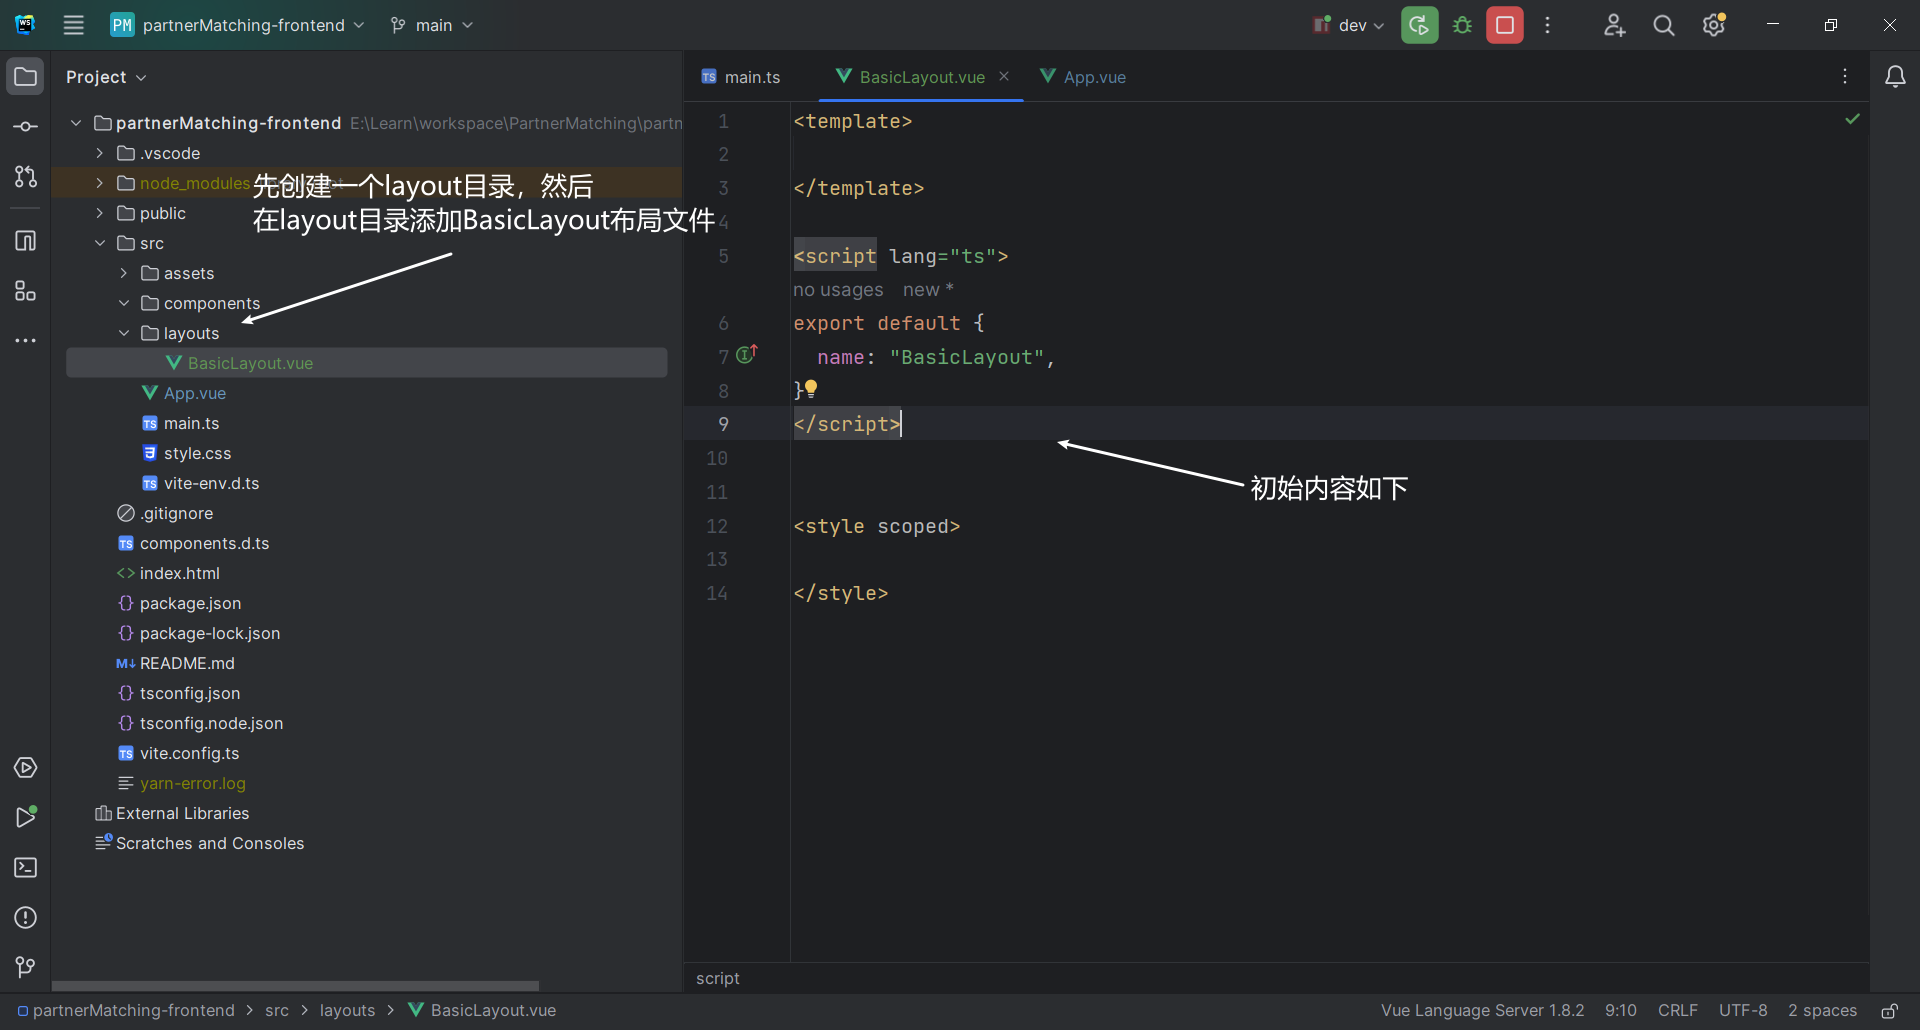 PM partnerMatching-frontend main dev
Project
partnerMatching-frontend E:\Learn\workspace\PartnerMatching\partn
.vscode
node_modules
先创建一个layout目录，然后
public
在layout目录添加BasicLayout布局文件
src
assets
components
layouts
BasicLayout.vue
App.vue
main.ts
style.css
vite-env.d.ts
.gitignore
components.d.ts
index.html
package.json
package-lock.json
README.md
tsconfig.json
tsconfig.node.json
vite.config.ts
yarn-error.log
External Libraries
Scratches and Consoles
main.ts BasicLayout.vue App.vue
1 <template>
2
3 </template>
4
5 <script lang="ts">
no usages new *
6 export default {
7 name: "BasicLayout",
8 }
9 </script>
10
11
初始内容如下
12 <style scoped>
13
14 </style>
script
partnerMatching-frontend > src > layouts > BasicLayout.vue
Vue Language Server 1.8.2 9:10 CRLF UTF-8 2 spaces